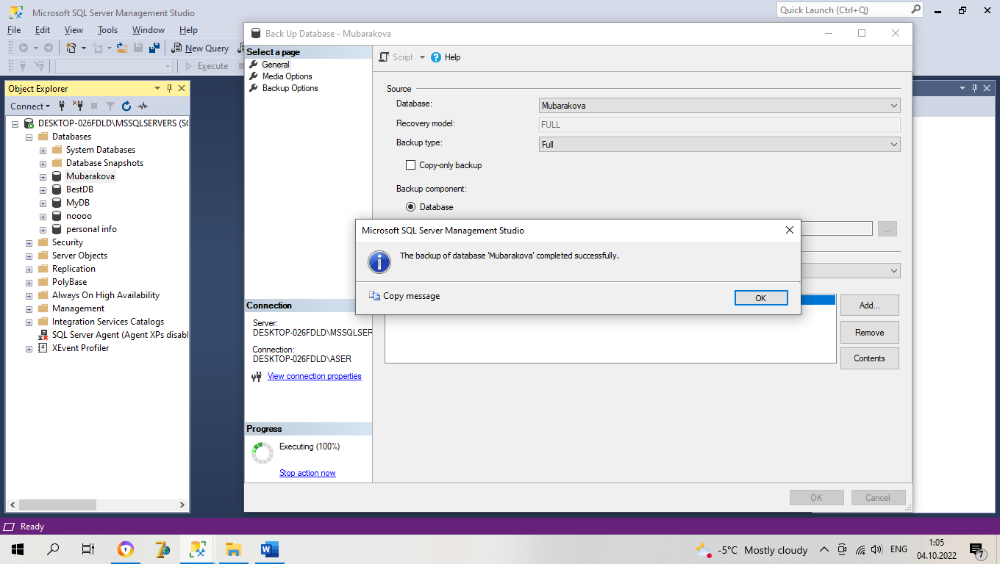 Microsoft SQL Server Management Studio
Quick Launch (Ctrl+Q)
File Edit View Tools Window Help
New Query
Execute
Object Explorer
Connect
DESKTOP-026FDLD\MSSQLSERVERS (SQ
Databases
System Databases
Database Snapshots
Mubarakova
BestDB
MyDB
noooo
personal info
Security
Server Objects
Replication
PolyBase
Always On High Availability
Management
Integration Services Catalogs
SQL Server Agent (Agent XPs disabl
XEvent Profiler
Back Up Database - Mubarakova
Select a page
General
Media Options
Backup Options
Script Help
Source
Database: Mubarakova
Recovery model: FULL
Backup type: Full
Copy-only backup
Backup component:
Database
...
Microsoft SQL Server Management Studio
The backup of database 'Mubarakova' completed successfully.
Copy message
OK
Add...
Remove
Contents
Connection
Server:
DESKTOP-026FDLD\MSSQLSER
Connection:
DESKTOP-026FDLD\ASER
View connection properties
Progress
Executing (100%)
Stop action now
OK Cancel
Ready
-5°C Mostly cloudy
ENG
1:05
04.10.2022
7